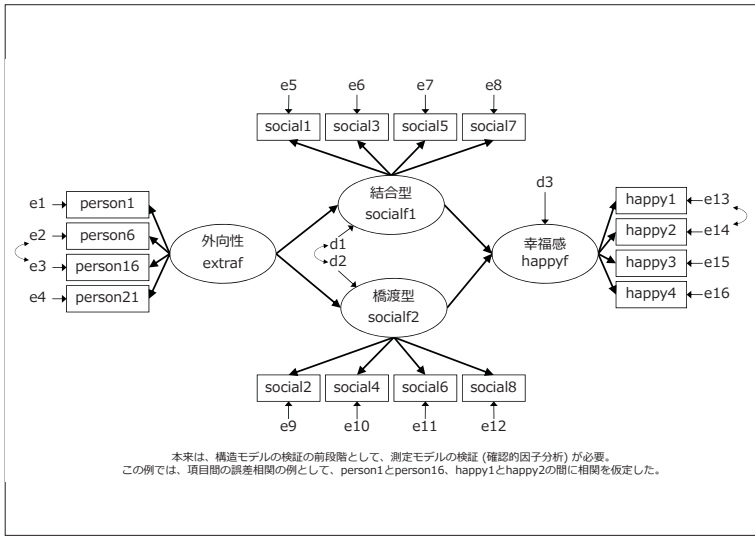 e5
e6
e7
e8
social1
social3
social5
social7
結合型
socialf1
d3
e1
person1
e2
person6
e3
person16
e4
person21
外向性
extraf
d1
d2
幸福感
happyf
happy1
e13
happy2
e14
happy3
e15
happy4
e16
橋渡型
socialf2
social2
social4
social6
social8
e9
e10
e11
e12
本来は、構造モデルの検証の前段階として、測定モデルの検証 (確認的因子分析) が必要。
この例では、項目間の誤差相関の例として、person1とperson16、happy1とhappy2の間に相関を仮定した。